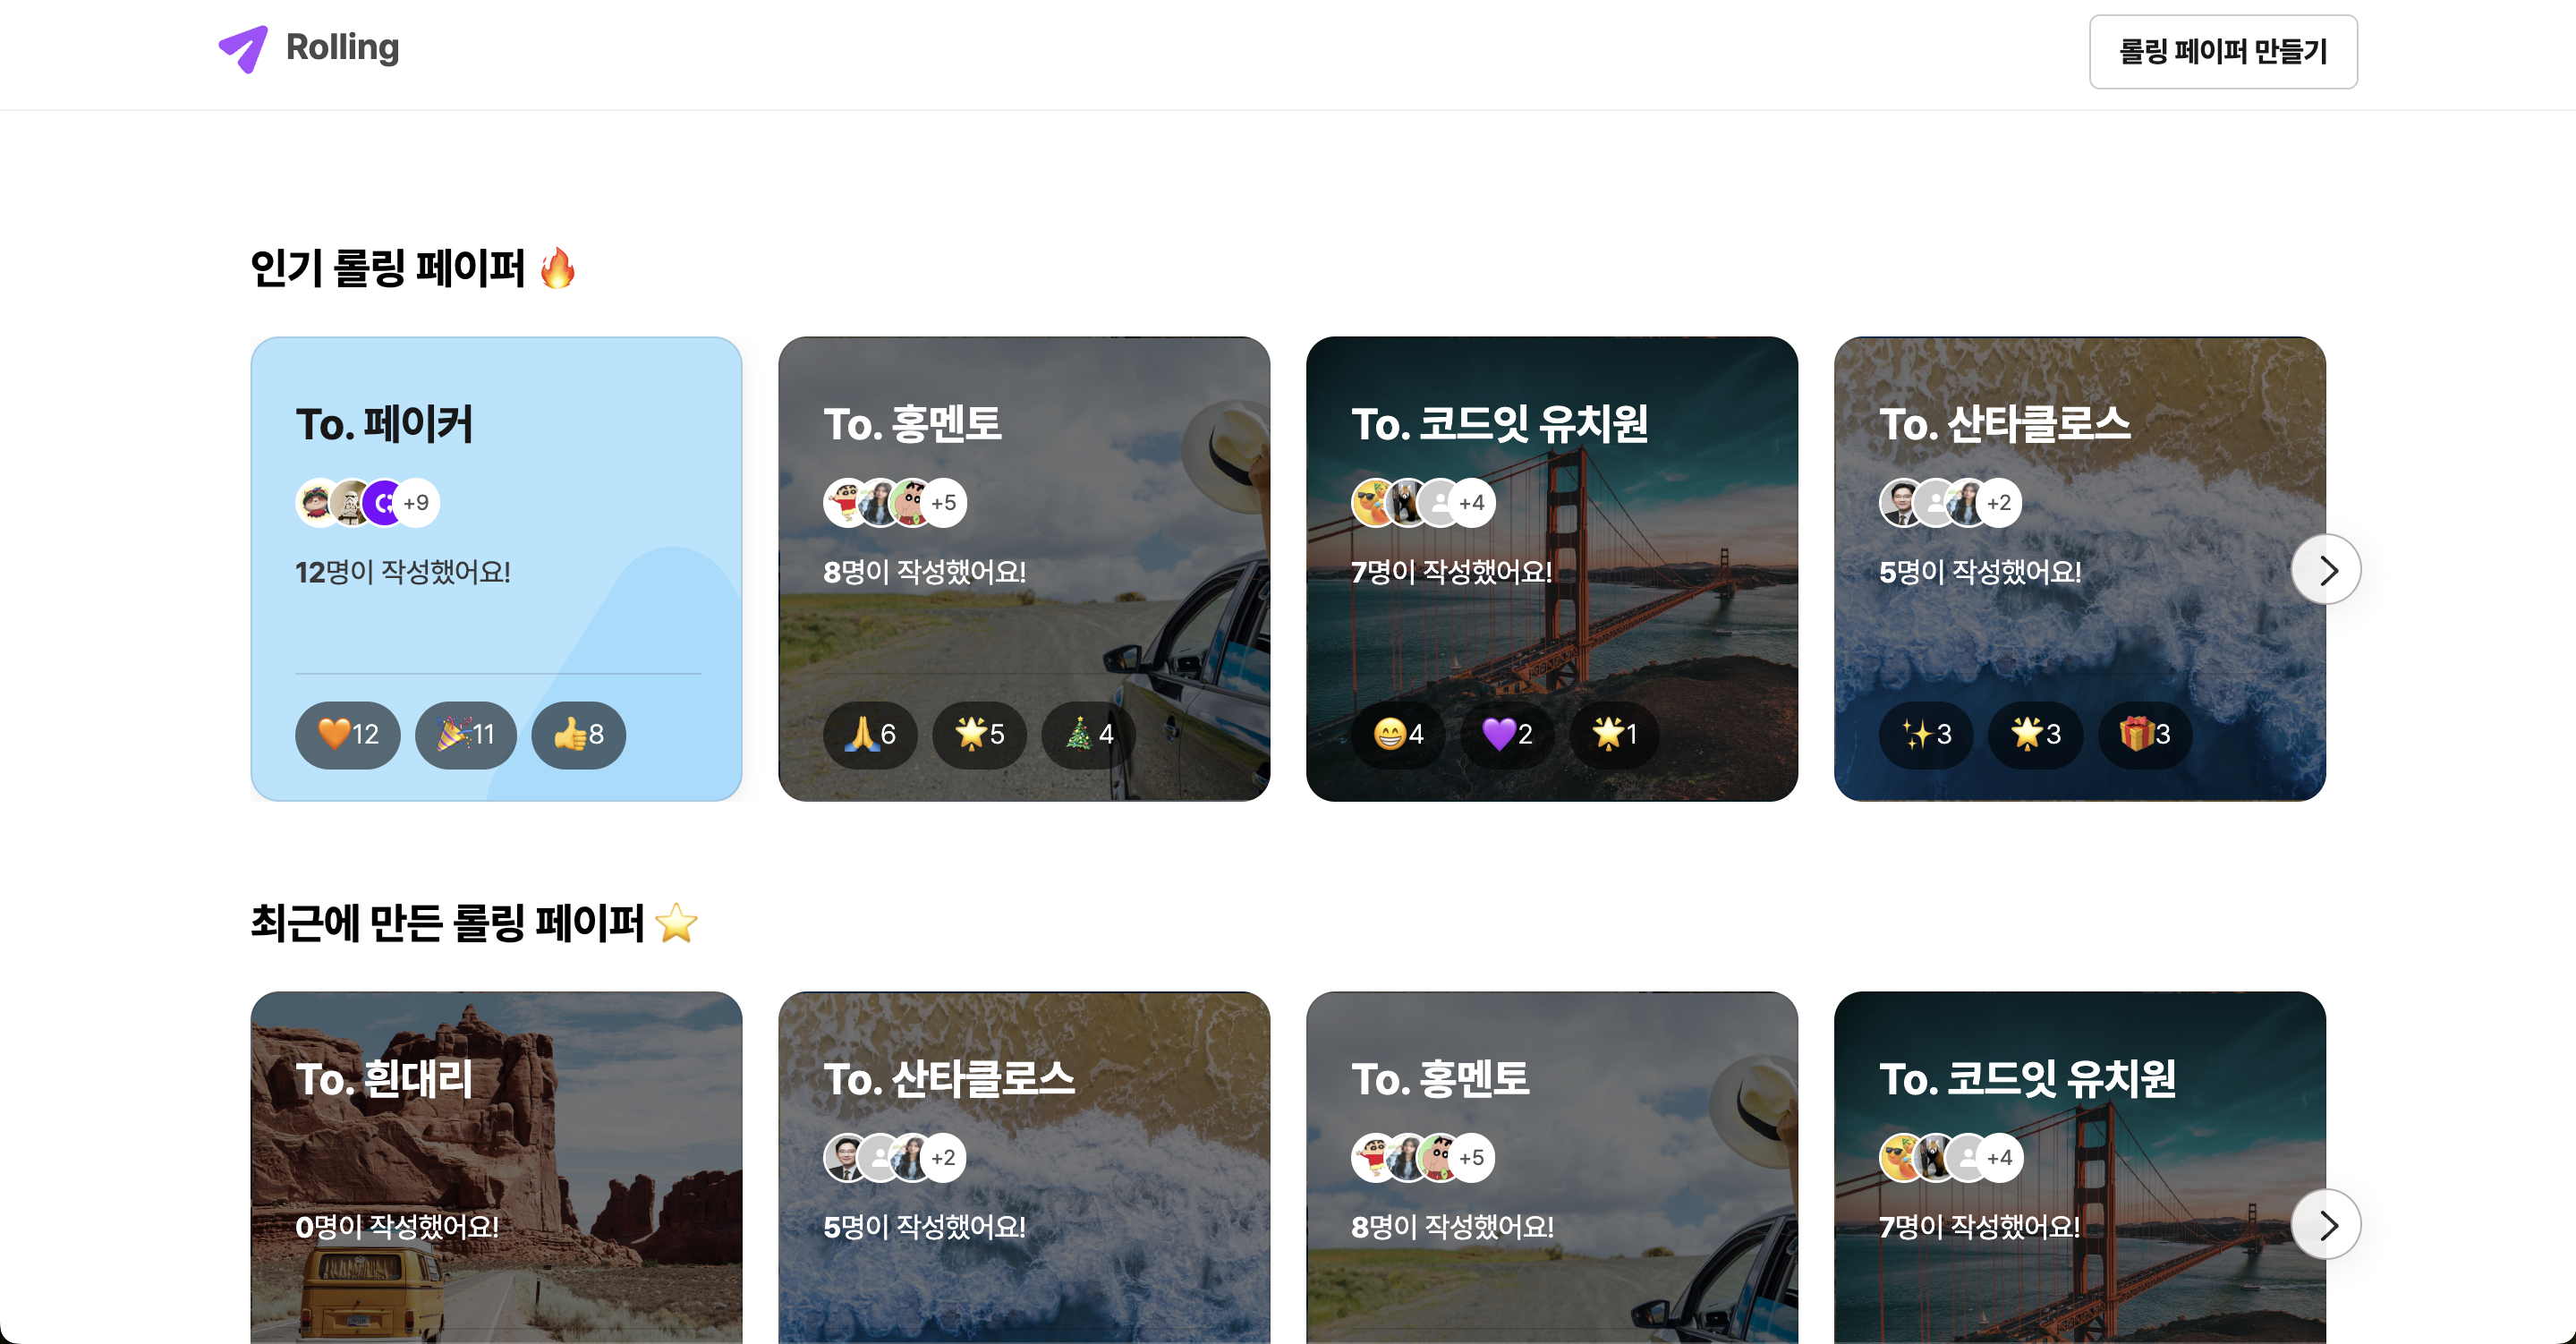 Rolling
롤링 페이퍼 만들기
인기 롤링 페이퍼 🔥
To. 페이커
+9
12명이 작성했어요!
🧡12 🎉11 👍8
To. 홍멘토
+5
8명이 작성했어요!
🙏6 🌟5 🎄4
To. 코드잇 유치원
+4
7명이 작성했어요!
😁4 💜2 🌟1
To. 산타클로스
+2
5명이 작성했어요!
✨3 🌟3 🎁3
최근에 만든 롤링 페이퍼 ⭐
To. 흰대리
0명이 작성했어요!
To. 산타클로스
+2
5명이 작성했어요!
To. 홍멘토
+5
8명이 작성했어요!
To. 코드잇 유치원
+4
7명이 작성했어요!